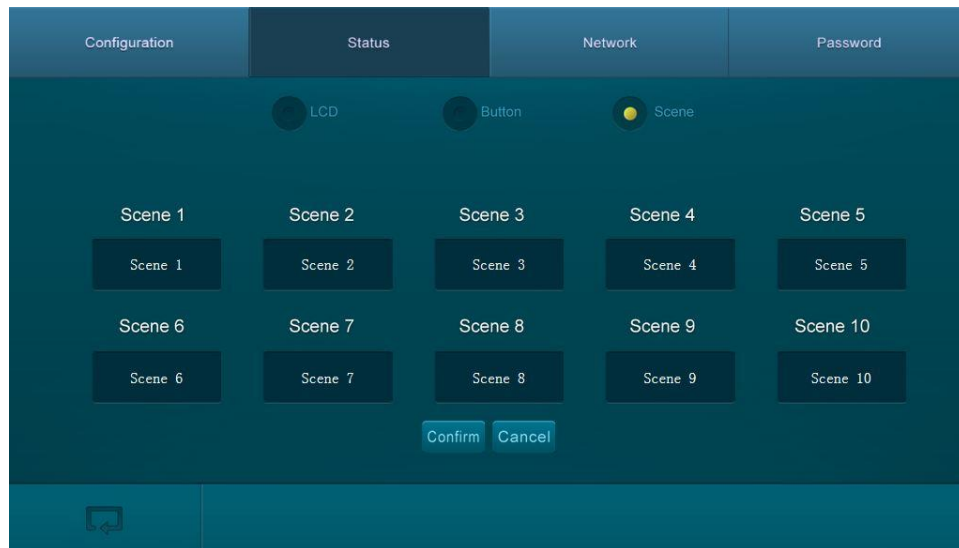 Configuration Status Network Password
LCD Button Scene
Scene 1 Scene 2 Scene 3 Scene 4 Scene 5
Scene 1 Scene 2 Scene 3 Scene 4 Scene 5
Scene 6 Scene 7 Scene 8 Scene 9 Scene 10
Scene 6 Scene 7 Scene 8 Scene 9 Scene 10
Confirm Cancel